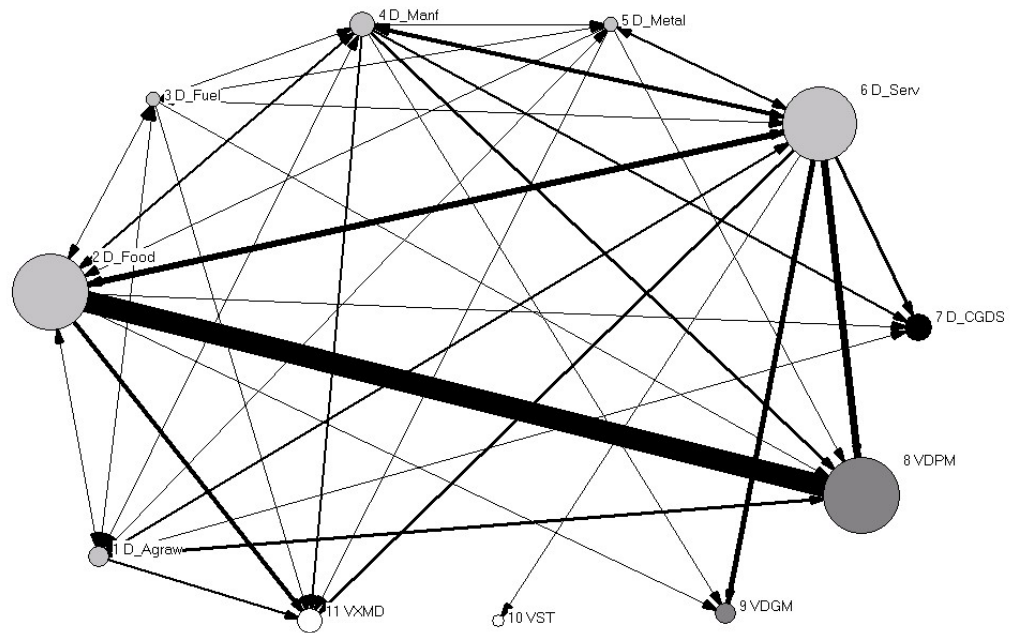 4 D_Manf
5 D_Metal
3 D_Fuel
6 D_Serv
2 D_Food
7 D_CGDS
8 VDPM
1 D_Agraw
11 VXMD
10 VST
9 VDGM